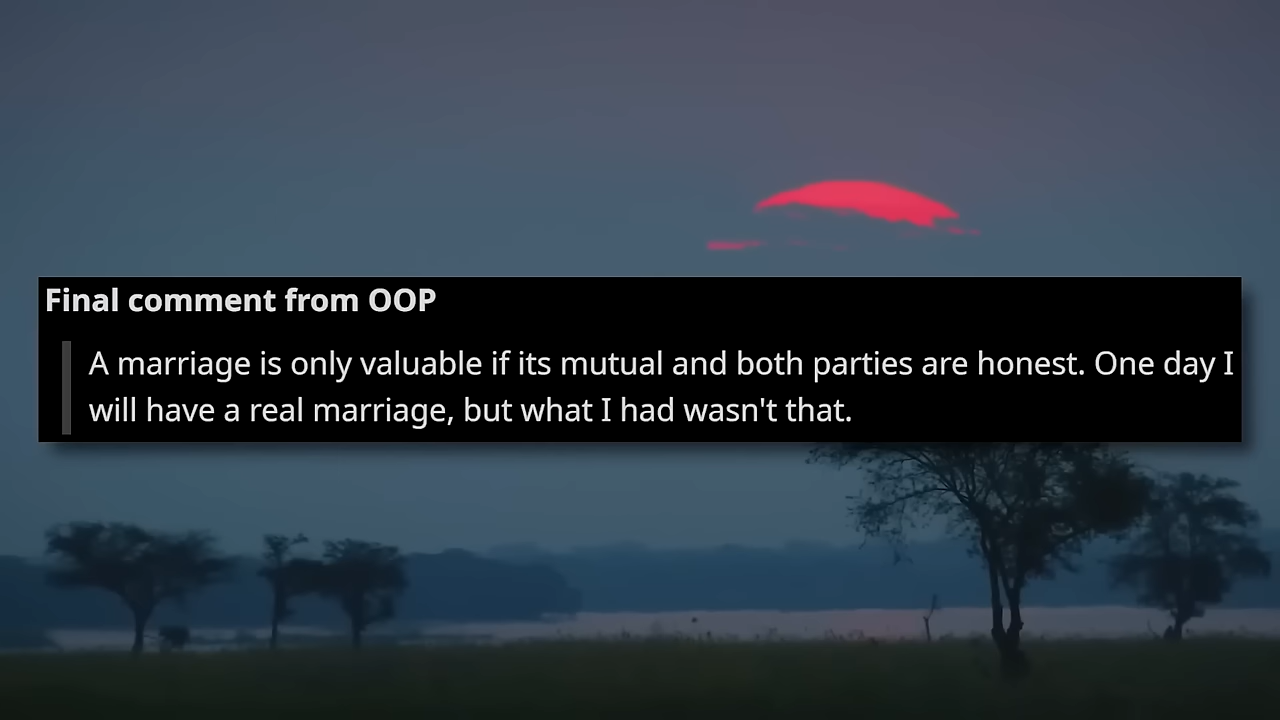 Final comment from OOP
A marriage is only valuable if its mutual and both parties are honest. One day I
will have a real marriage, but what I had wasn't that.